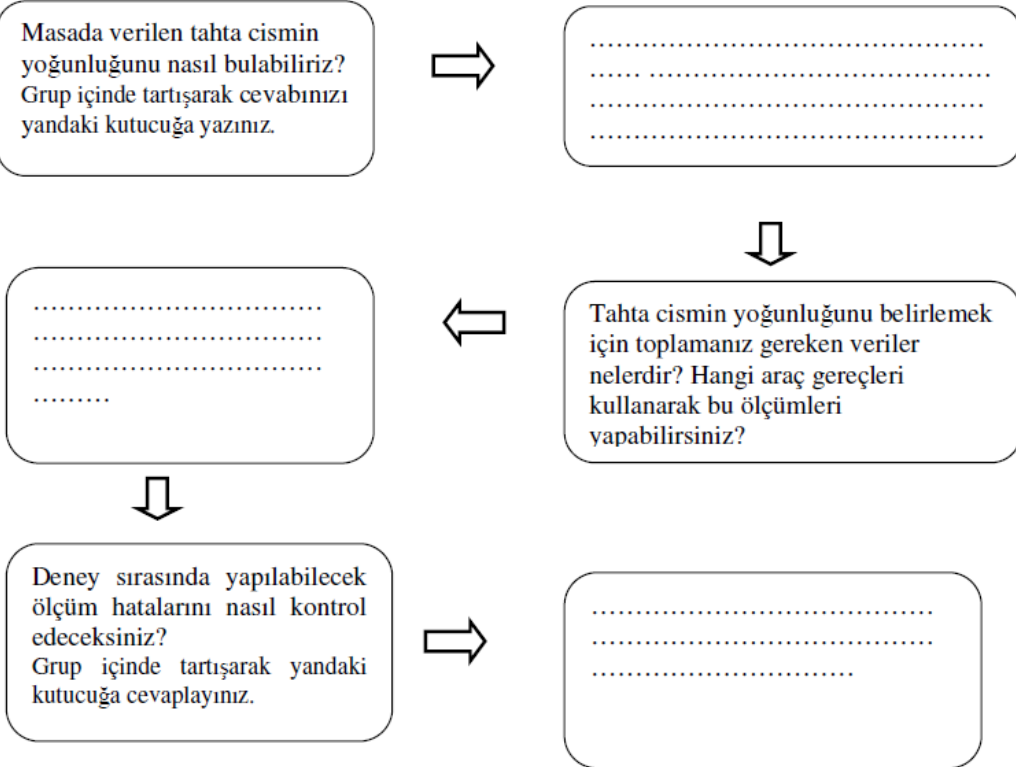 Masada verilen tahta cismin
yoğunluğunu nasıl bulabiliriz?
Grup içinde tartışarak cevabınızı
yandaki kutucuğa yazınız.
............................................
...... ......................................
............................................
............................................
Tahta cismin yoğunluğunu belirlemek
için toplamanız gereken veriler
nelerdir? Hangi araç gereçleri
kullanarak bu ölçümleri
yapabilirsiniz?
................................
................................
................................
.........
Deney sırasında yapılabilecek
ölçüm hatalarını nasıl kontrol
edeceksiniz?
Grup içinde tartışarak yandaki
kutucuğa cevaplayınız.
......................................
......................................
.............................